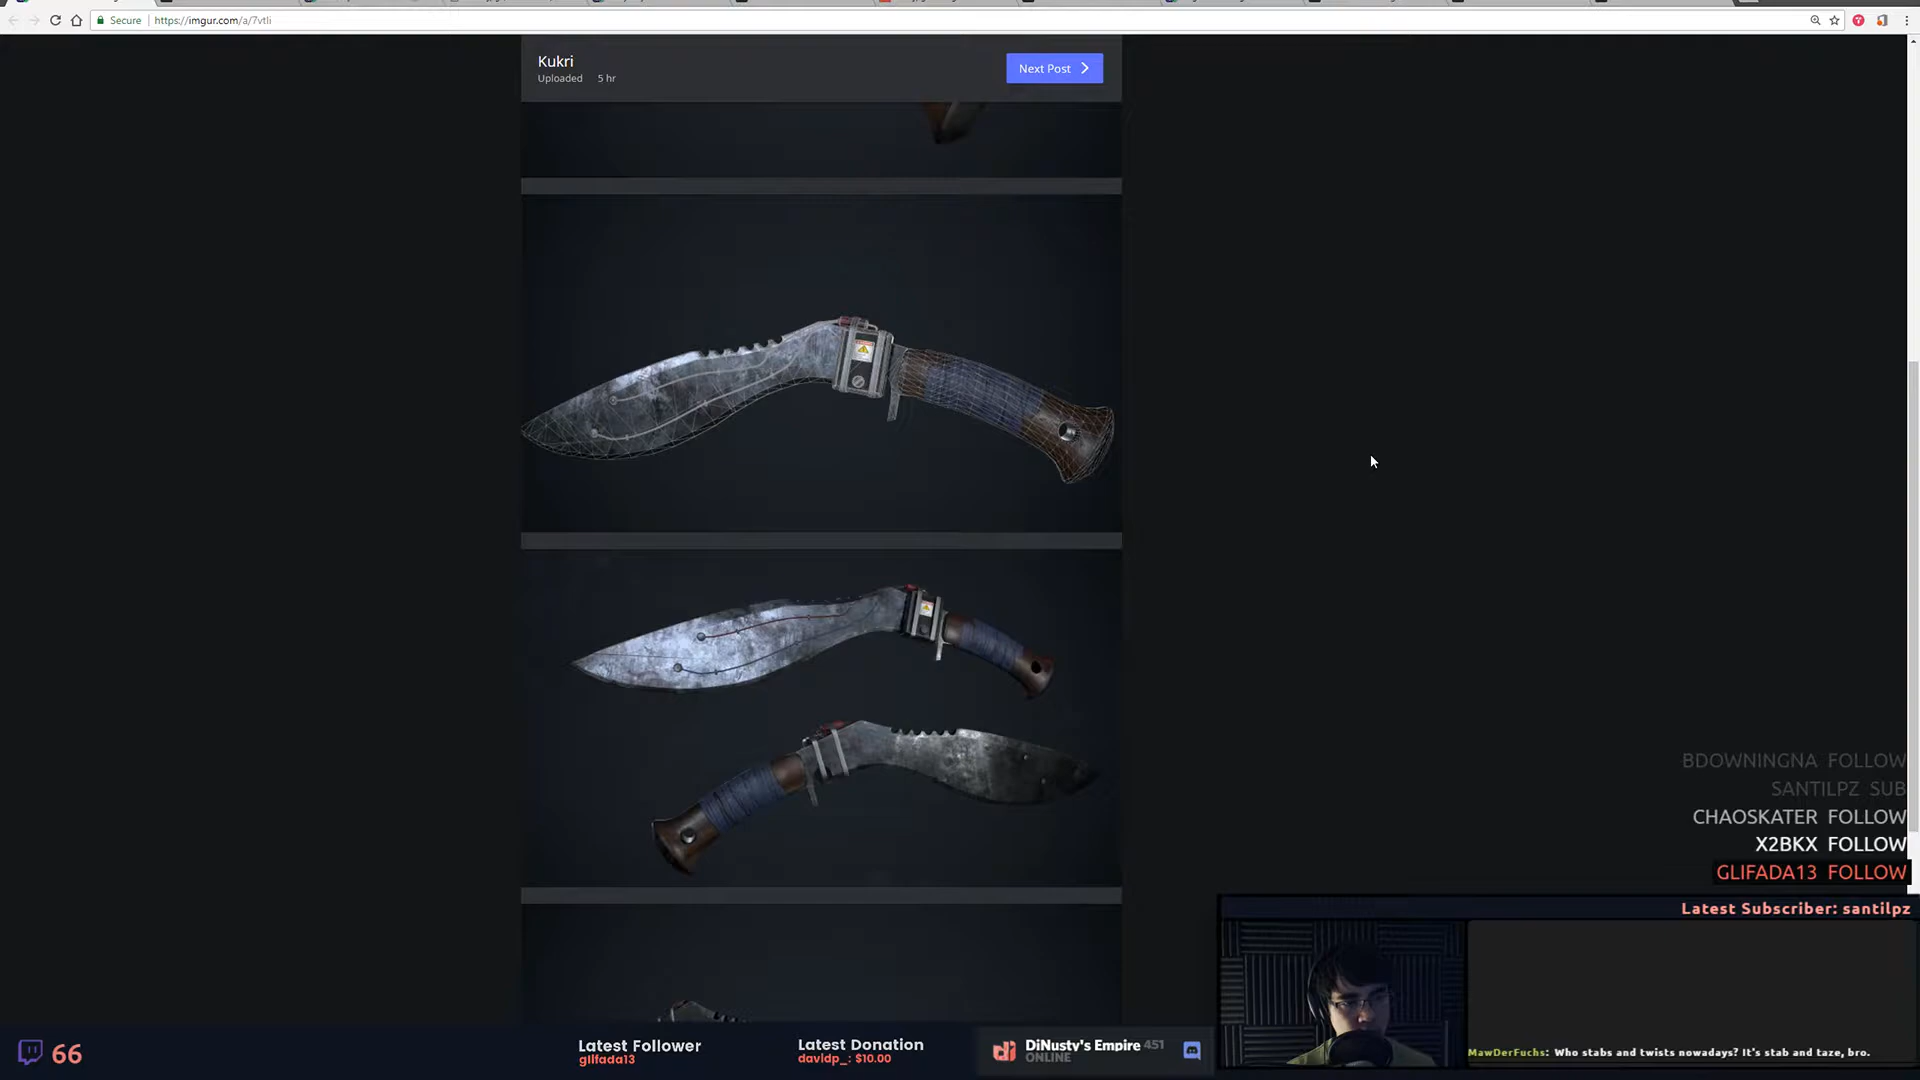 Secure
https://imgur.com/a/7vtli
Kukri
Uploaded 5 hr
Next Post
BDOWNINGNA FOLLOW
SANTILPZ SUB
CHAOSKATER FOLLOW
X2BKX FOLLOW
GLIFADA13 FOLLOW
Latest Subscriber: santilpz
66
Latest Follower
glifada13
Latest Donation
davidp_: $10.00
DiNusty's Empire 451
ONLINE
MawDerFuchs: Who stabs and twists nowadays? It's stab and taze, bro.